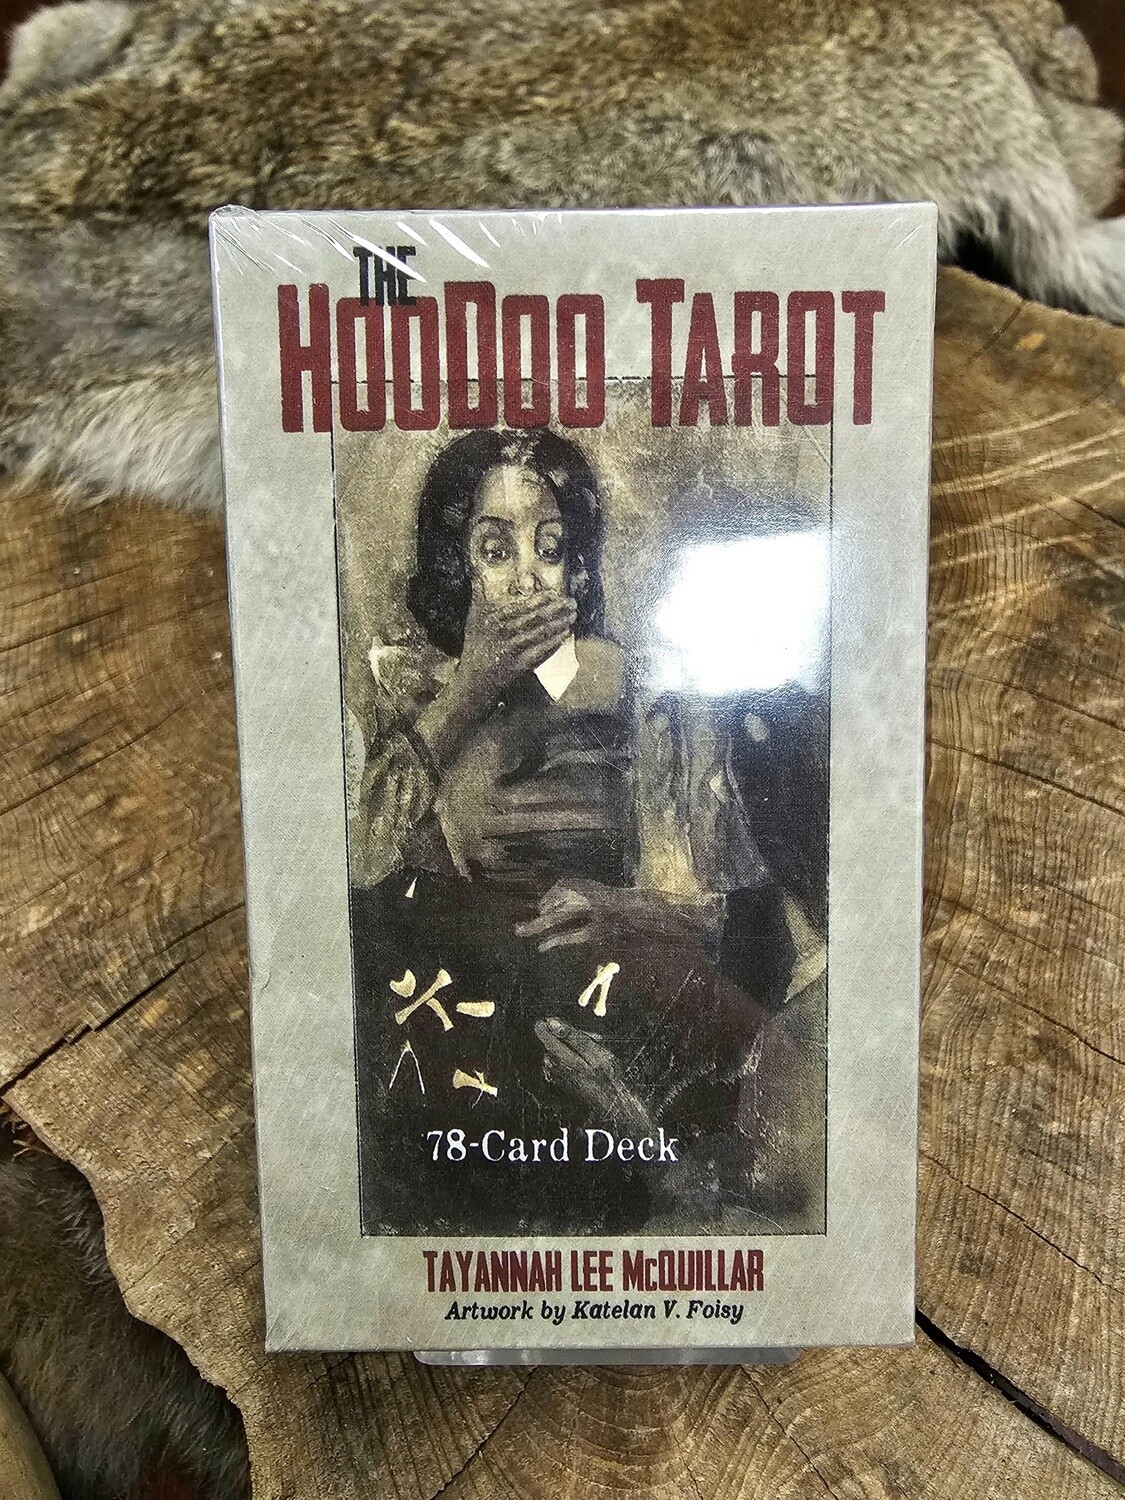 THE
HOODOO TAROT
78-Card Deck
TAYANNAH LEE McQUILLAR
Artwork by Katelan V. Foisy